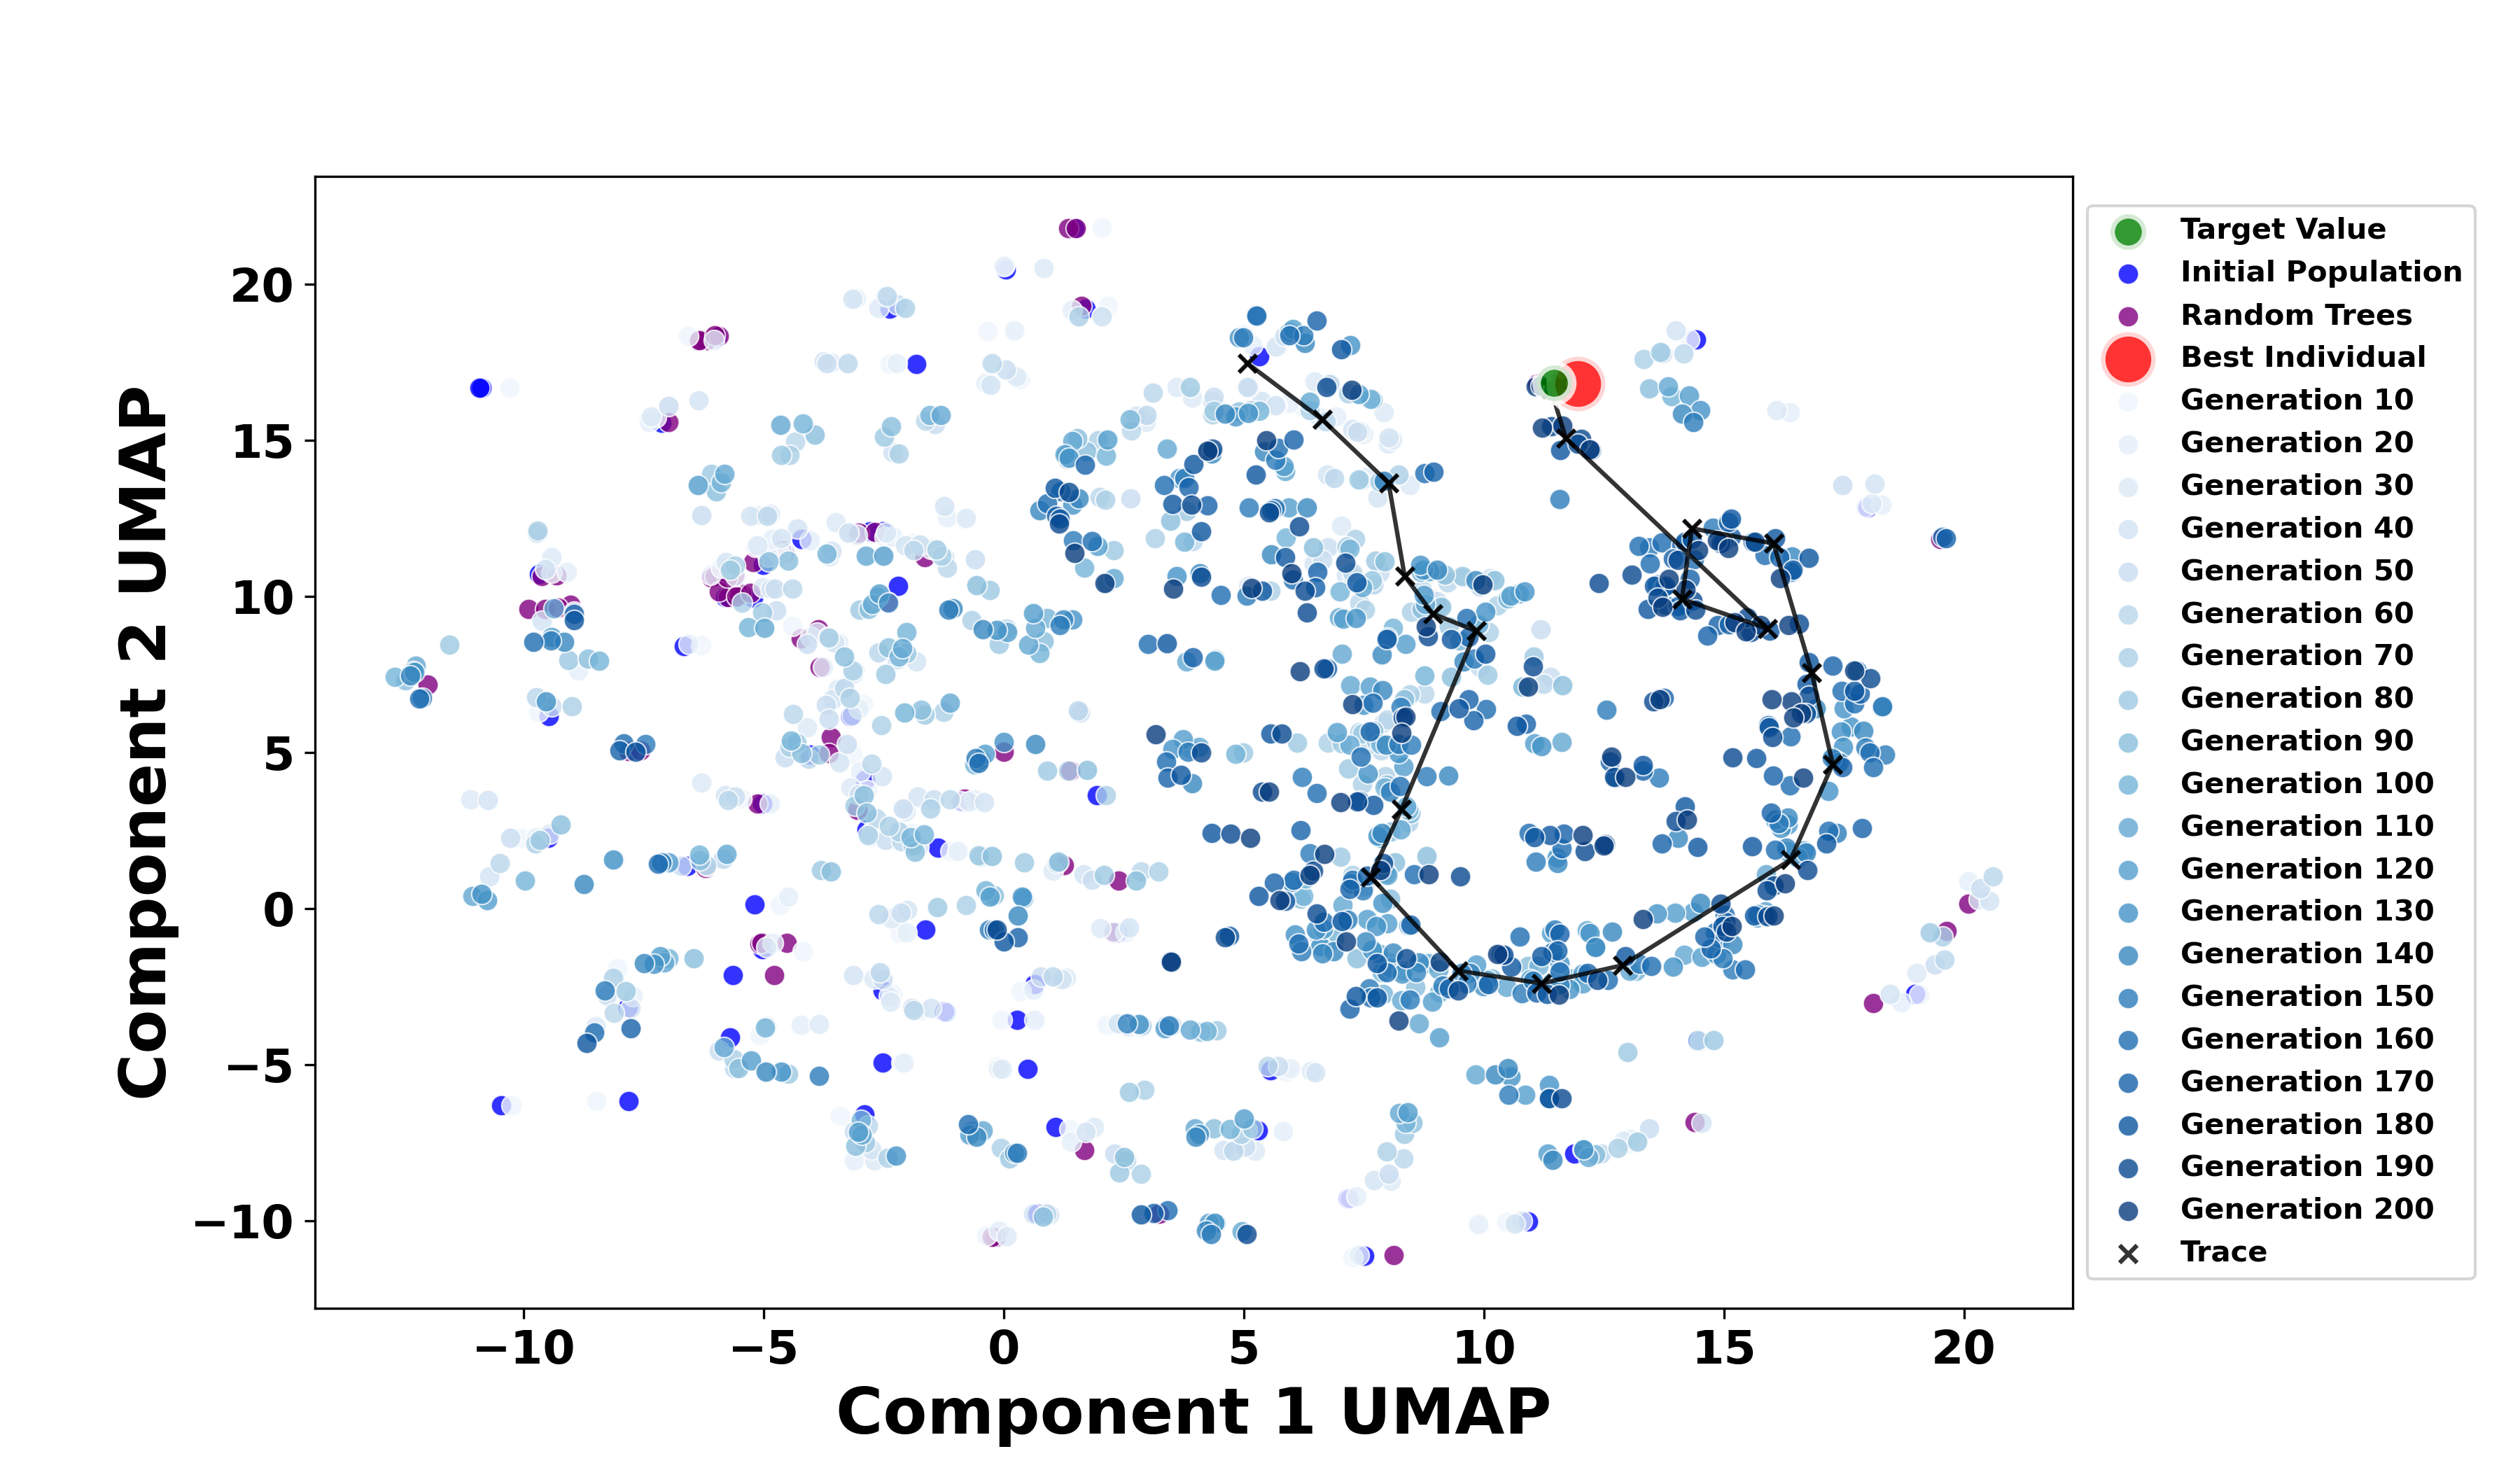 Component 2 UMAP
20
15
10
5
0
−5
−10
−10
−5
0
5
10
15
20
Component 1 UMAP
Target Value
Initial Population
Random Trees
Best Individual
Generation 10
Generation 20
Generation 30
Generation 40
Generation 50
Generation 60
Generation 70
Generation 80
Generation 90
Generation 100
Generation 110
Generation 120
Generation 130
Generation 140
Generation 150
Generation 160
Generation 170
Generation 180
Generation 190
Generation 200
Trace